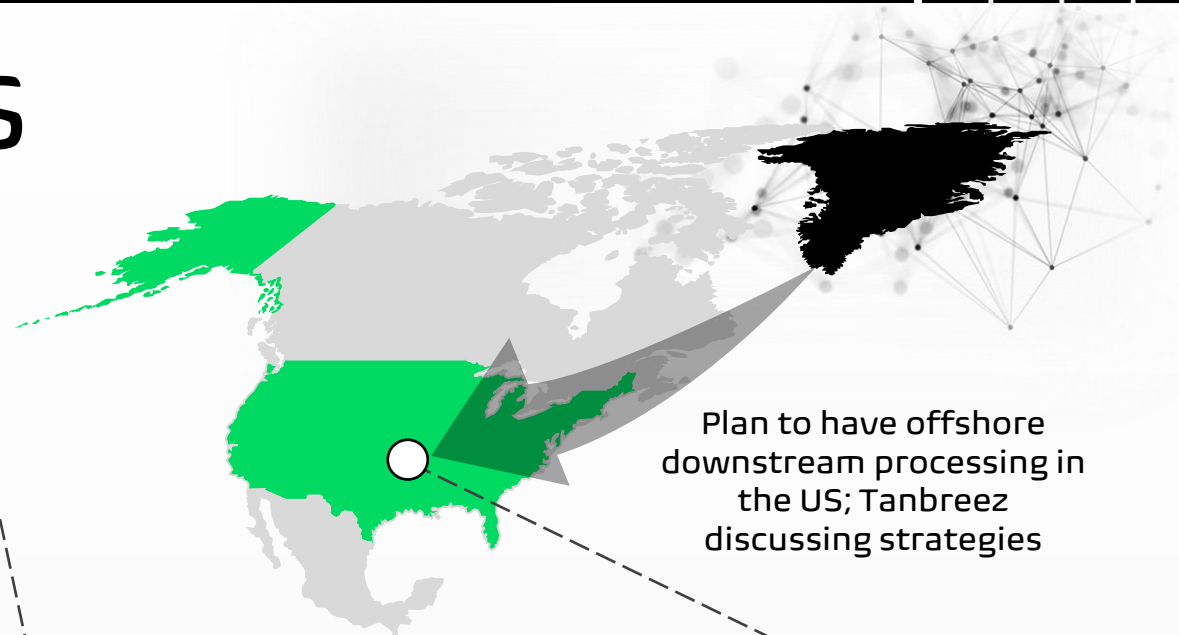 S
Plan to have offshore
downstream processing in
the US; Tanbreez
discussing strategies